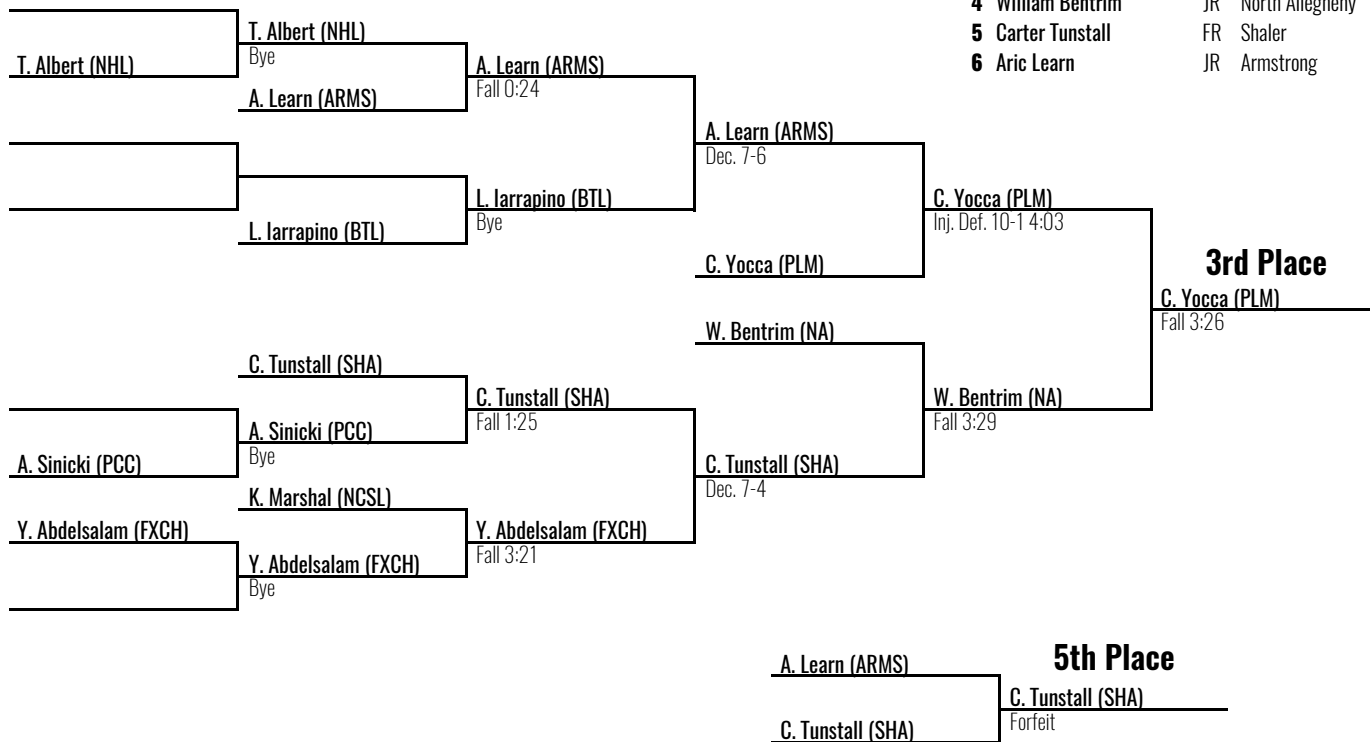 4 William Bentrim JR North Allegheny
5 Carter Tunstall FR Shaler
6 Aric Learn JR Armstrong
T. Albert (NHL)
T. Albert (NHL)
Bye
A. Learn (ARMS)
A. Learn (ARMS)
Fall 0:24
A. Learn (ARMS)
Dec. 7-6
L. Iarrapino (BTL)
L. Iarrapino (BTL)
Bye
C. Yocca (PLM)
C. Yocca (PLM)
Inj. Def. 10-1 4:03
3rd Place
C. Yocca (PLM)
Fall 3:26
W. Bentrim (NA)
W. Bentrim (NA)
Fall 3:29
C. Tunstall (SHA)
C. Tunstall (SHA)
Fall 1:25
A. Sinicki (PCC)
A. Sinicki (PCC)
Bye
C. Tunstall (SHA)
Dec. 7-4
K. Marshal (NCSL)
Y. Abdelsalam (FXCH)
Y. Abdelsalam (FXCH)
Bye
Y. Abdelsalam (FXCH)
Fall 3:21
5th Place
A. Learn (ARMS)
C. Tunstall (SHA)
C. Tunstall (SHA)
Forfeit